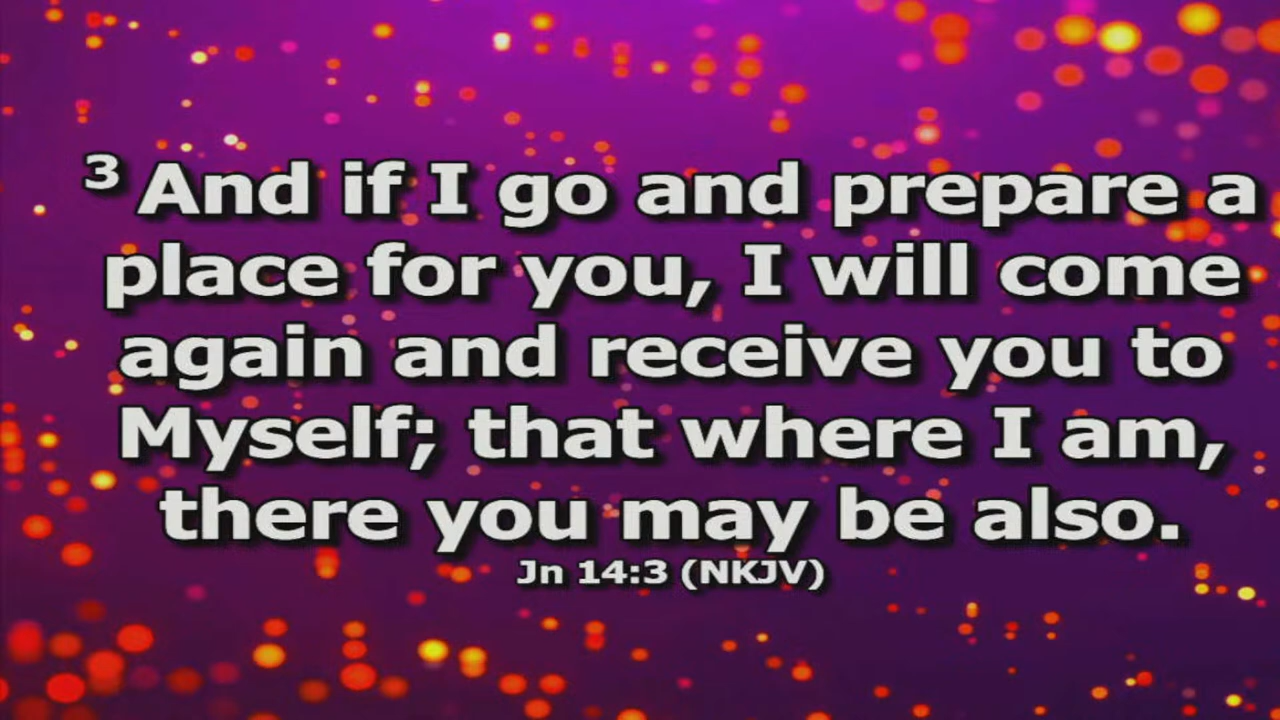 3 And if I go and prepare a
place for you, I will come
again and receive you to
Myself; that where I am,
there you may be also.
Jn 14:3 (NKJV)